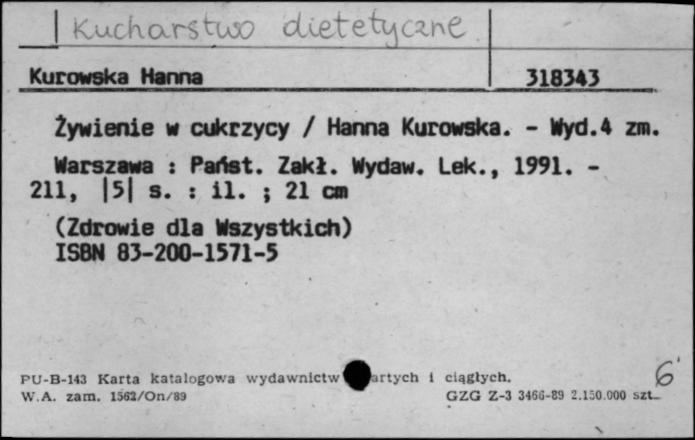 Kucharstwo dietetyczne
Kurowska Hanna 318343
Żywienie w cukrzycy / Hanna Kurowska. - Wyd.4 zm.
Warszawa : Państ. Zakł. Wydaw. Lek., 1991. -
211, |5| s. : il. ; 21 cm
(Zdrowie dla Wszystkich)
ISBN 83-200-1571-5
6
PU-B-143 Karta katalogowa wydawnictw artych i ciągłych.
W.A. zam. 1562/On/89 GZG Z-3 3466-89 2.150.000 szt.